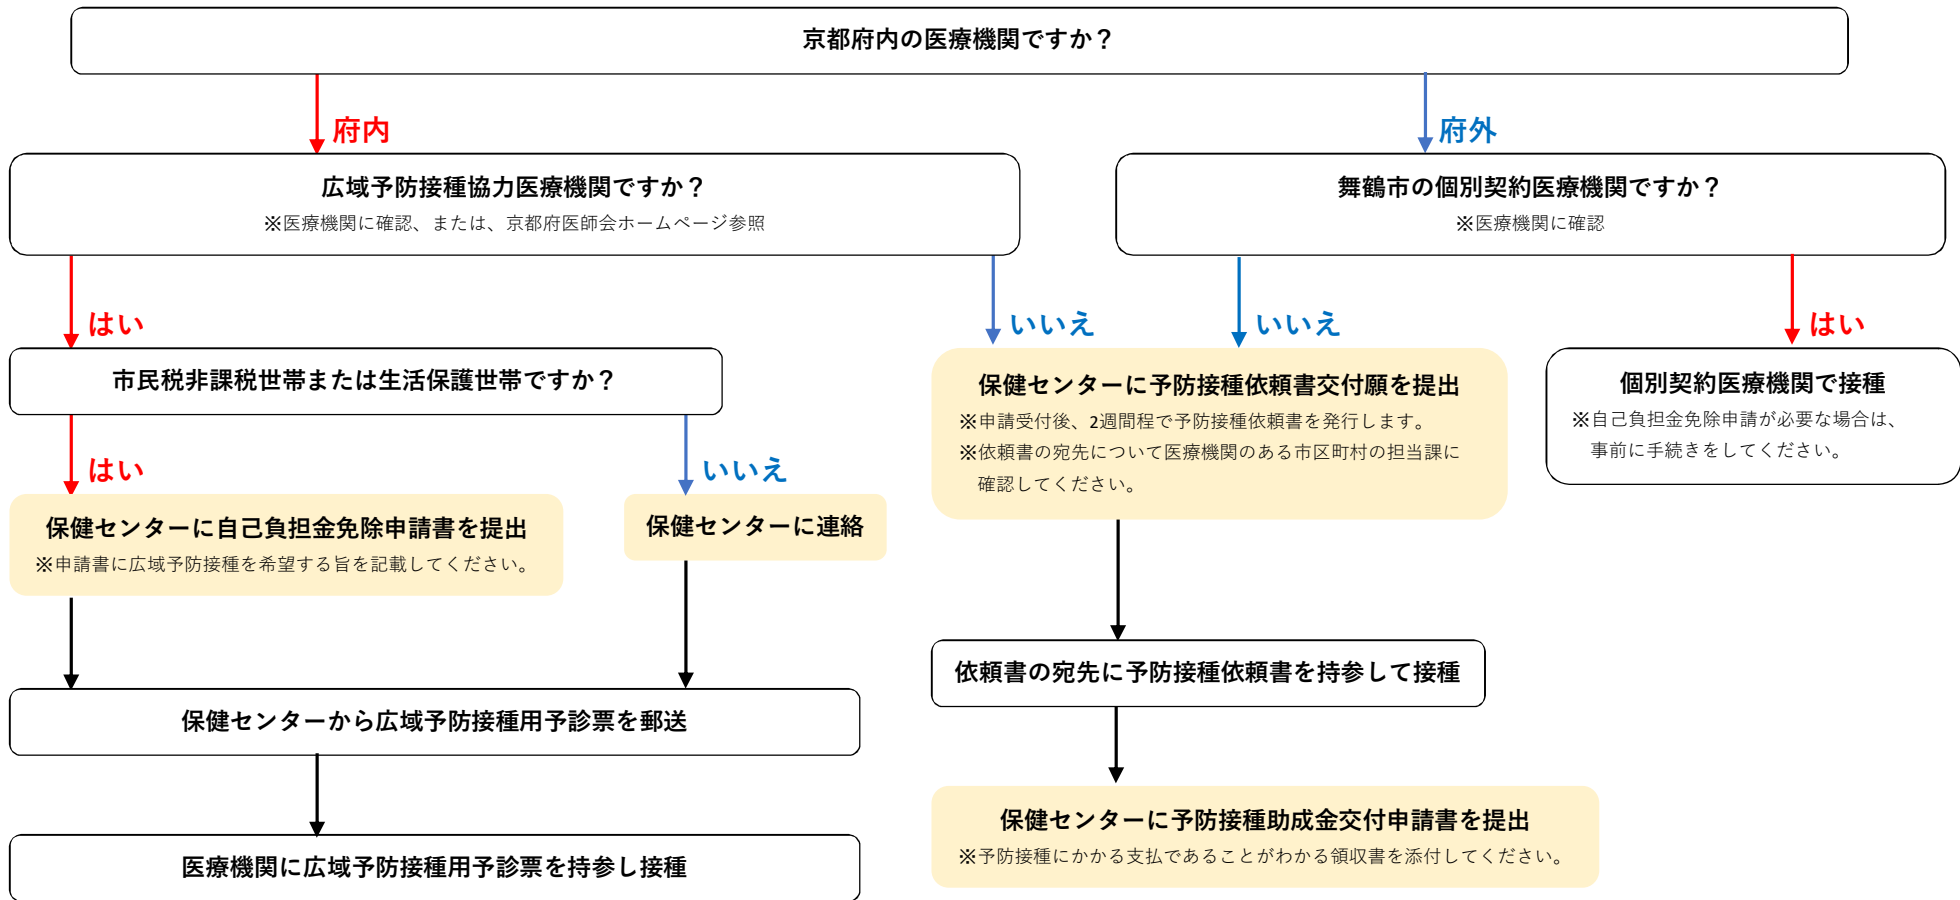 京都府内の医療機関ですか？
府内
府外
広域予防接種協力医療機関ですか？
※医療機関に確認、または、京都府医師会ホームページ参照
舞鶴市の個別契約医療機関ですか？
※医療機関に確認
はい
いいえ
いいえ
はい
市民税非課税世帯または生活保護世帯ですか？
保健センターに予防接種依頼書交付願を提出
※申請受付後、2週間程で予防接種依頼書を発行します。
※依頼書の宛先について医療機関のある市区町村の担当課に
確認してください。
個別契約医療機関で接種
※自己負担金免除申請が必要な場合は、
事前に手続きをしてください。
はい
いいえ
保健センターに自己負担金免除申請書を提出
※申請書に広域予防接種を希望する旨を記載してください。
保健センターに連絡
依頼書の宛先に予防接種依頼書を持参して接種
保健センターから広域予防接種用予診票を郵送
保健センターに予防接種助成金交付申請書を提出
※予防接種にかかる支払であることがわかる領収書を添付してください。
医療機関に広域予防接種用予診票を持参し接種